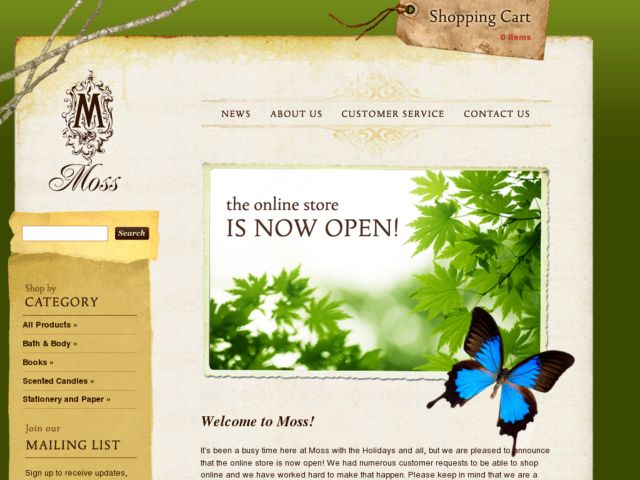 Shopping Cart
0 items
M
Moss
NEWS
ABOUT US
CUSTOMER SERVICE
CONTACT US
the online store
IS NOW OPEN!
Search
Shop by
CATEGORY
All Products »
Bath & Body »
Books »
Scented Candles »
Stationery and Paper »
Join our
MAILING LIST
Sign up to receive updates,
Welcome to Moss!
It's been a busy time here at Moss with the Holidays and all, but we are pleased to announce
that the online store is now open! We had numerous customer requests to be able to shop
online and we have worked hard to make that happen. Please keep in mind that we are a